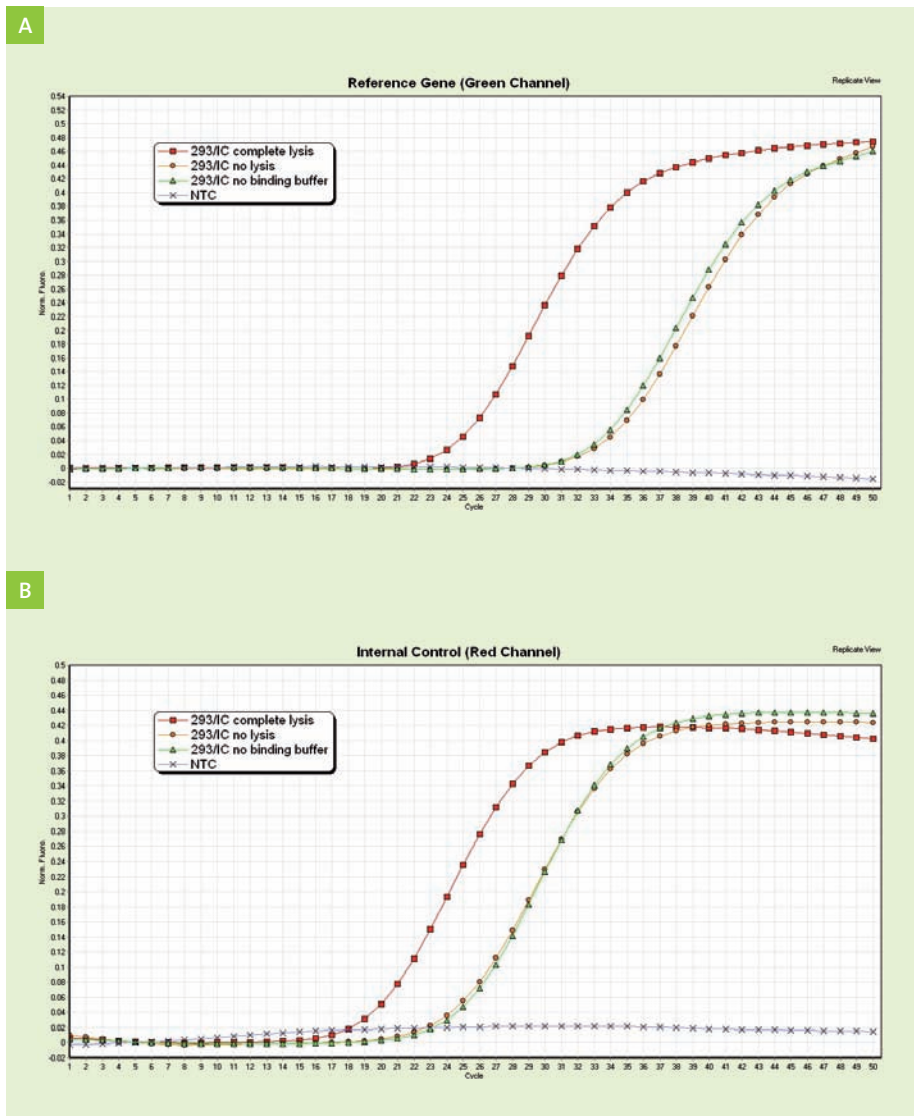 A
Reference Gene (Green Channel)
Replicate View
0.54
0.52
0.5
0.48
0.46
0.44
0.42
0.4
0.38
0.36
0.34
0.32
0.3
0.28
0.26
0.24
0.22
0.2
0.18
0.16
0.14
0.12
0.1
0.08
0.06
0.04
0.02
0
-0.02
Norm. Fluoro.
293/IC complete lysis
293/IC no lysis
293/IC no binding buffer
NTC
1 2 3 4 5 6 7 8 9 10 11 12 13 14 15 16 17 18 19 20 21 22 23 24 25 26 27 28 29 30 31 32 33 34 35 36 37 38 39 40 41 42 43 44 45 46 47 48 49 50
Cycle
B
Internal Control (Red Channel)
Replicate View
0.5
0.48
0.46
0.44
0.42
0.4
0.38
0.36
0.34
0.32
0.3
0.28
0.26
0.24
0.22
0.2
0.18
0.16
0.14
0.12
0.1
0.08
0.06
0.04
0.02
0
-0.02
Norm. Fluoro.
293/IC complete lysis
293/IC no lysis
293/IC no binding buffer
NTC
1 2 3 4 5 6 7 8 9 10 11 12 13 14 15 16 17 18 19 20 21 22 23 24 25 26 27 28 29 30 31 32 33 34 35 36 37 38 39 40 41 42 43 44 45 46 47 48 49 50
Cycle